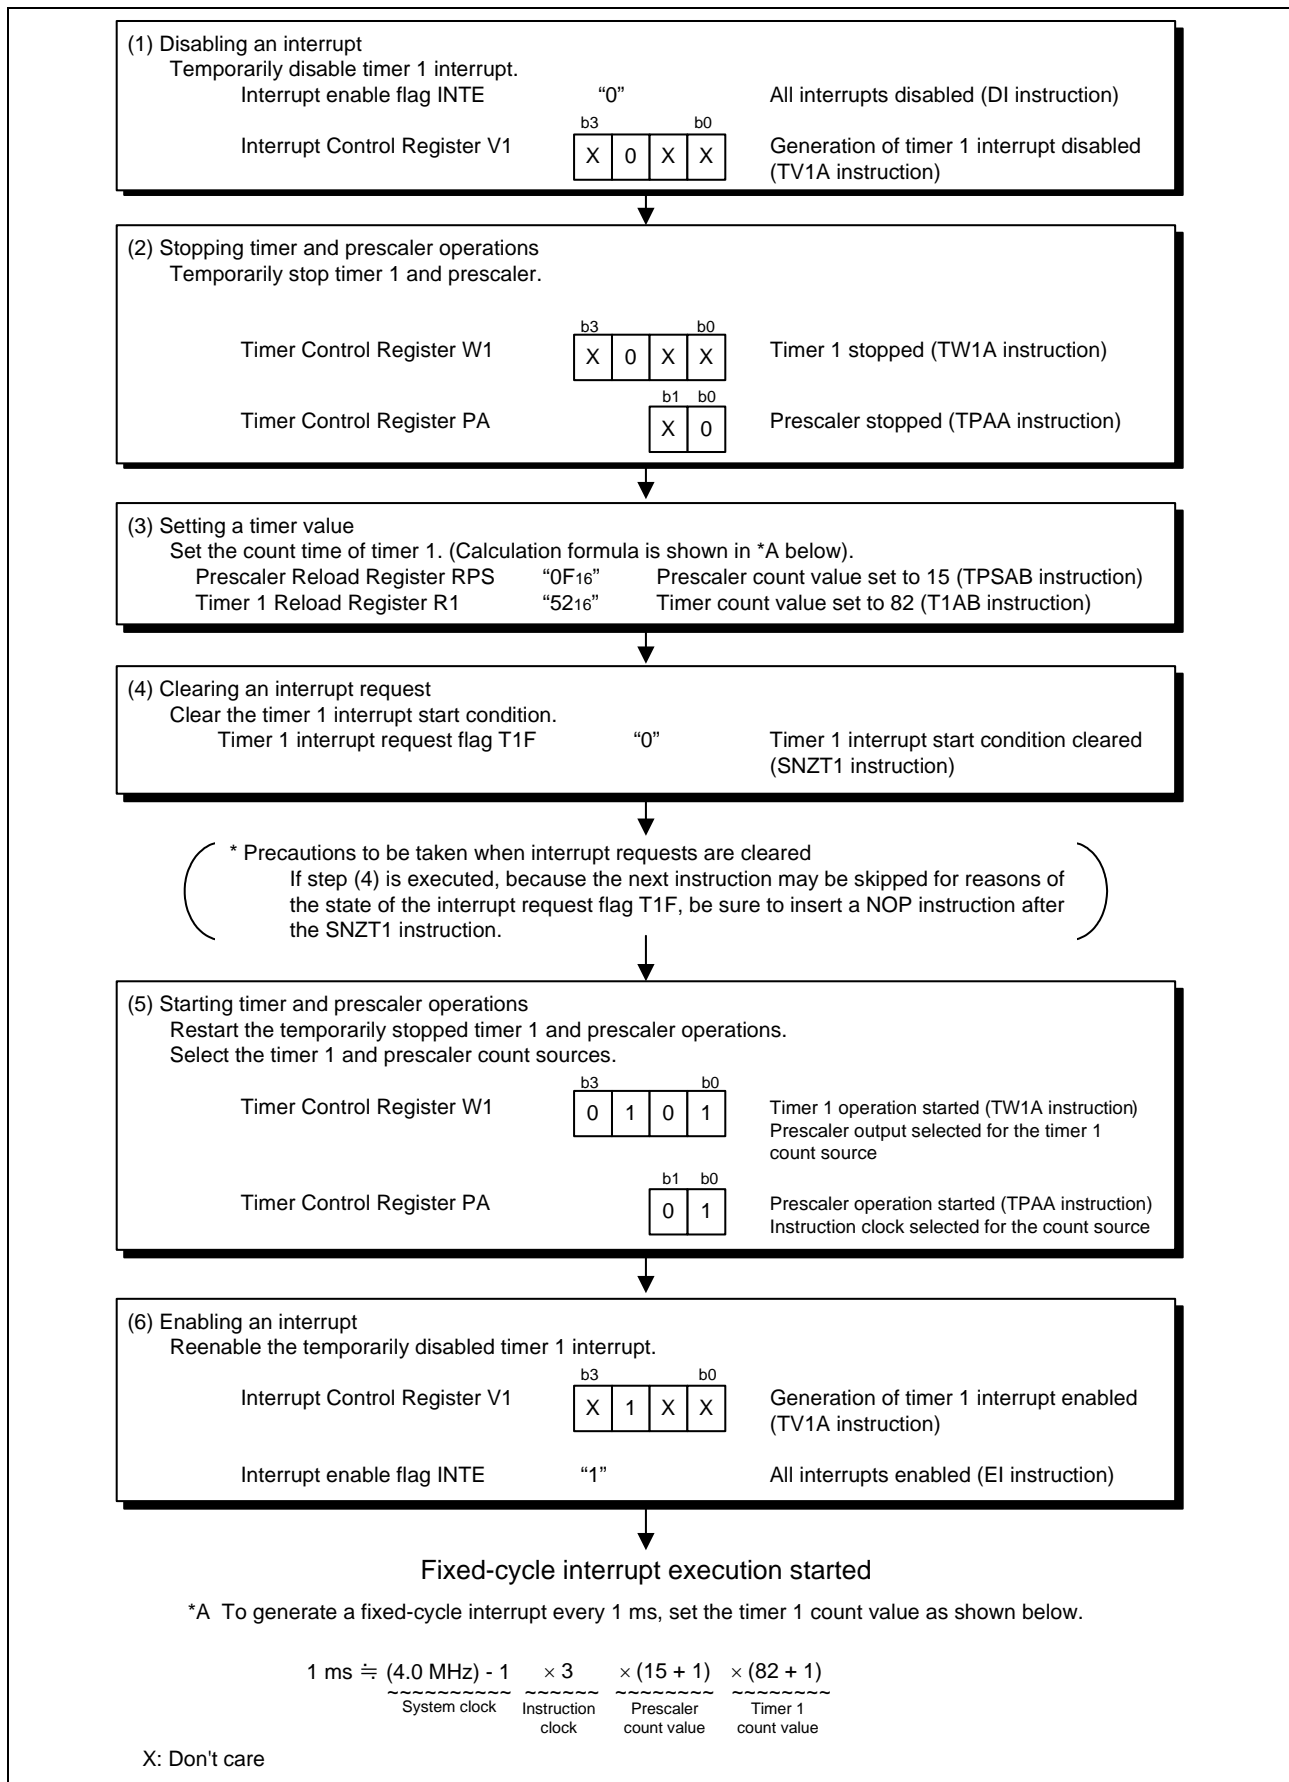 (1) Disabling an interrupt
Temporarily disable timer 1 interrupt.
Interrupt enable flag INTE “0” All interrupts disabled (DI instruction)
b3 b0
Interrupt Control Register V1 X 0 X X Generation of timer 1 interrupt disabled
(TV1A instruction)
(2) Stopping timer and prescaler operations
Temporarily stop timer 1 and prescaler.
b3 b0
Timer Control Register W1 X 0 X X Timer 1 stopped (TW1A instruction)
b1 b0
Timer Control Register PA X 0 Prescaler stopped (TPAA instruction)
(3) Setting a timer value
Set the count time of timer 1. (Calculation formula is shown in *A below).
Prescaler Reload Register RPS “0F16” Prescaler count value set to 15 (TPSAB instruction)
Timer 1 Reload Register R1 “5216” Timer count value set to 82 (T1AB instruction)
(4) Clearing an interrupt request
Clear the timer 1 interrupt start condition.
Timer 1 interrupt request flag T1F “0” Timer 1 interrupt start condition cleared
(SNZT1 instruction)
* Precautions to be taken when interrupt requests are cleared
If step (4) is executed, because the next instruction may be skipped for reasons of
the state of the interrupt request flag T1F, be sure to insert a NOP instruction after
the SNZT1 instruction.
(5) Starting timer and prescaler operations
Restart the temporarily stopped timer 1 and prescaler operations.
Select the timer 1 and prescaler count sources.
b3 b0
Timer Control Register W1 0 1 0 1 Timer 1 operation started (TW1A instruction)
Prescaler output selected for the timer 1
count source
b1 b0
Timer Control Register PA 0 1 Prescaler operation started (TPAA instruction)
Instruction clock selected for the count source
(6) Enabling an interrupt
Reenable the temporarily disabled timer 1 interrupt.
b3 b0
Interrupt Control Register V1 X 1 X X Generation of timer 1 interrupt enabled
(TV1A instruction)
Interrupt enable flag INTE “1” All interrupts enabled (EI instruction)
Fixed-cycle interrupt execution started
*A To generate a fixed-cycle interrupt every 1 ms, set the timer 1 count value as shown below.
1 ms ≒ (4.0 MHz) - 1 × 3 × (15 + 1) × (82 + 1)
System clock Instruction Prescaler Timer 1
clock count value count value
X: Don't care